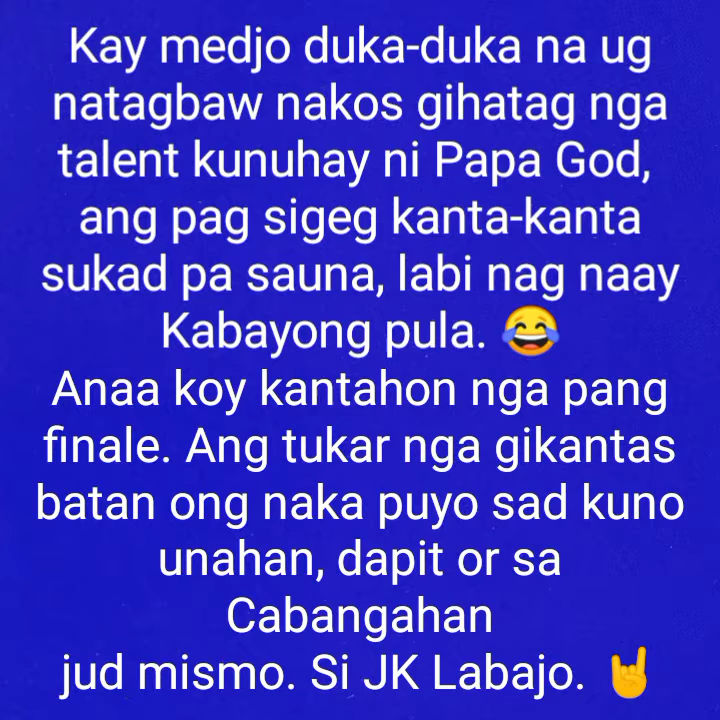 Kay medjo duka-duka na ug
natagbaw nakos gihatag nga
talent kunuhay ni Papa God,
ang pag sigeg kanta-kanta
sukad pa sauna, labi nag naay
Kabayong pula. 😂
Anaa koy kantahon nga pang
finale. Ang tukar nga gikantas
batan ong naka puyo sad kuno
unahan, dapit or sa
Cabangahan
jud mismo. Si JK Labajo. 🤘